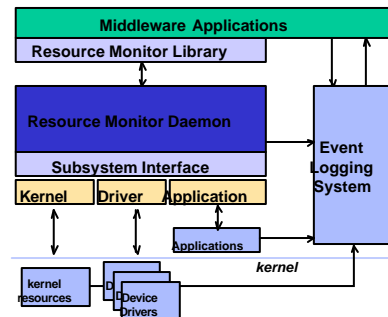 Middleware Applications
Resource Monitor Library
Resource Monitor Daemon
Subsystem Interface
Kernel Driver Application
Event
Logging
System
Applications
kernel
kernel
resources
D
D
Device
Drivers